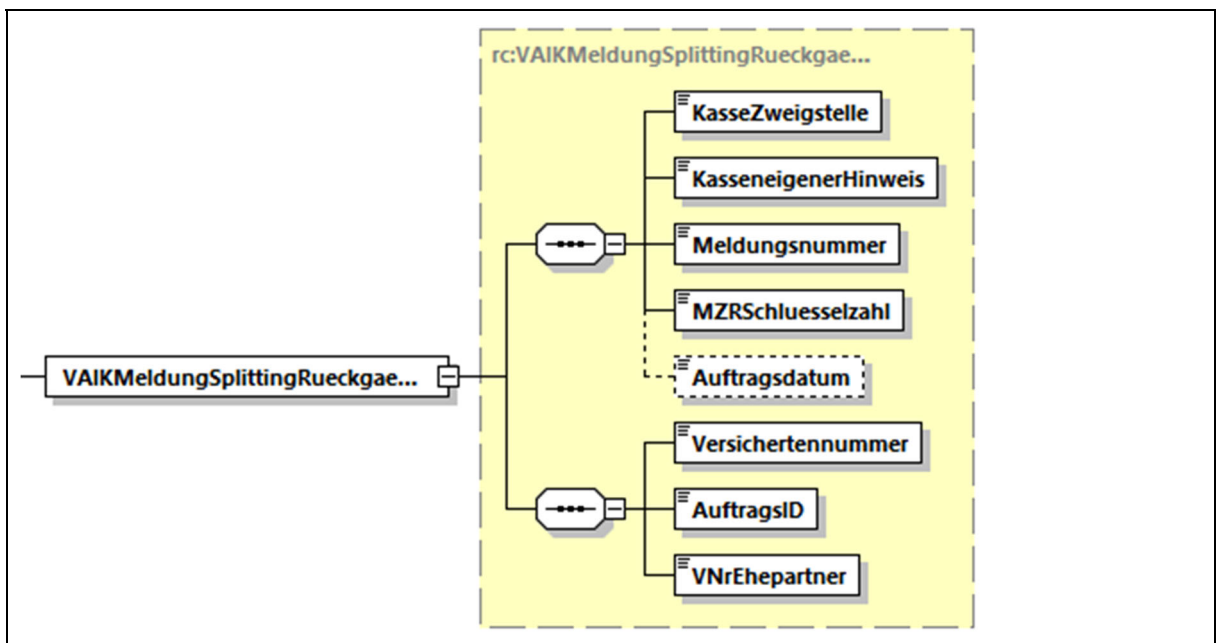 rc:VAIKMeldungSplittingRueckgae...
KasseZweigstelle
KasseneigenerHinweis
Meldungsnummer
MZRSchluesselzahl
VAIKMeldungSplittingRueckgae...
Auftragsdatum
Versichertennummer
AuftragsID
VNrEhepartner